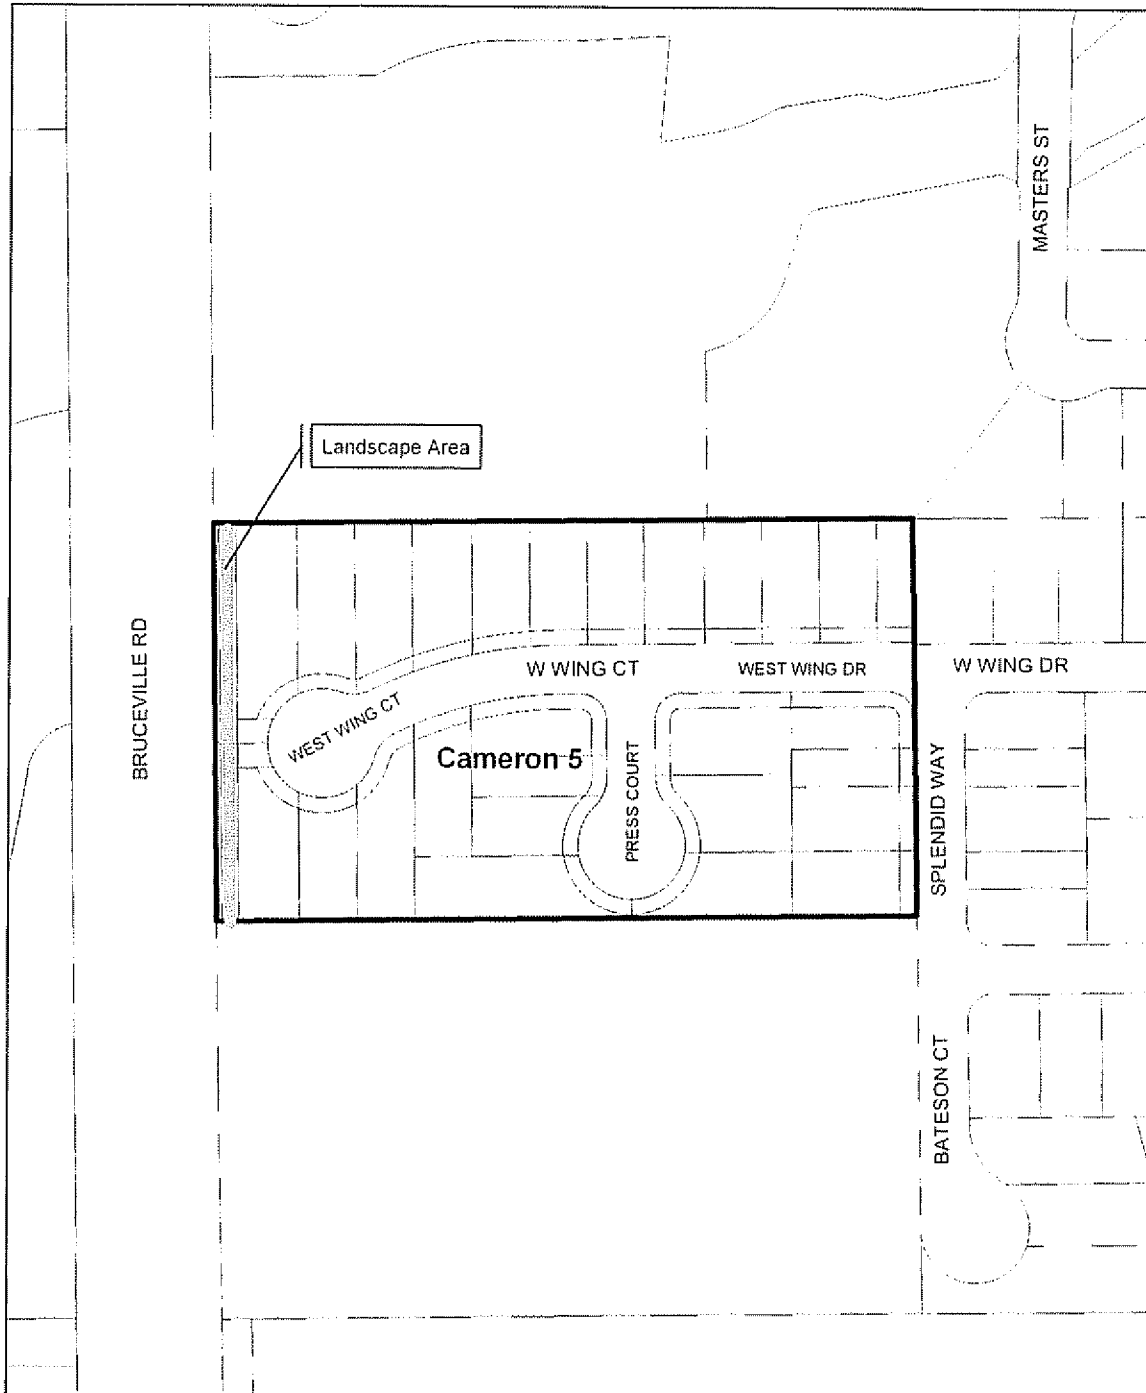 MASTERS ST
Landscape Area
BRUCEVILLE RD
W WING CT
WEST WING DR
W WING DR
WEST WING CT
Cameron 5
PRESS COURT
SPLENDID WAY
BATESON CT